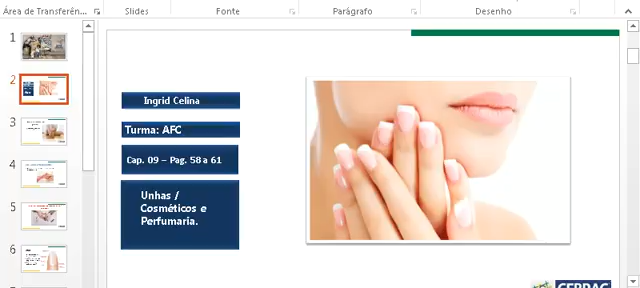 Área de Transferên...
Slides
Fonte
Parágrafo
Desenho
1
2
3
4
5
6
Ingrid Celina
Turma: AFC
Cap. 09 – Pag. 58 a 61
Unhas /
Cosméticos e
Perfumaria.